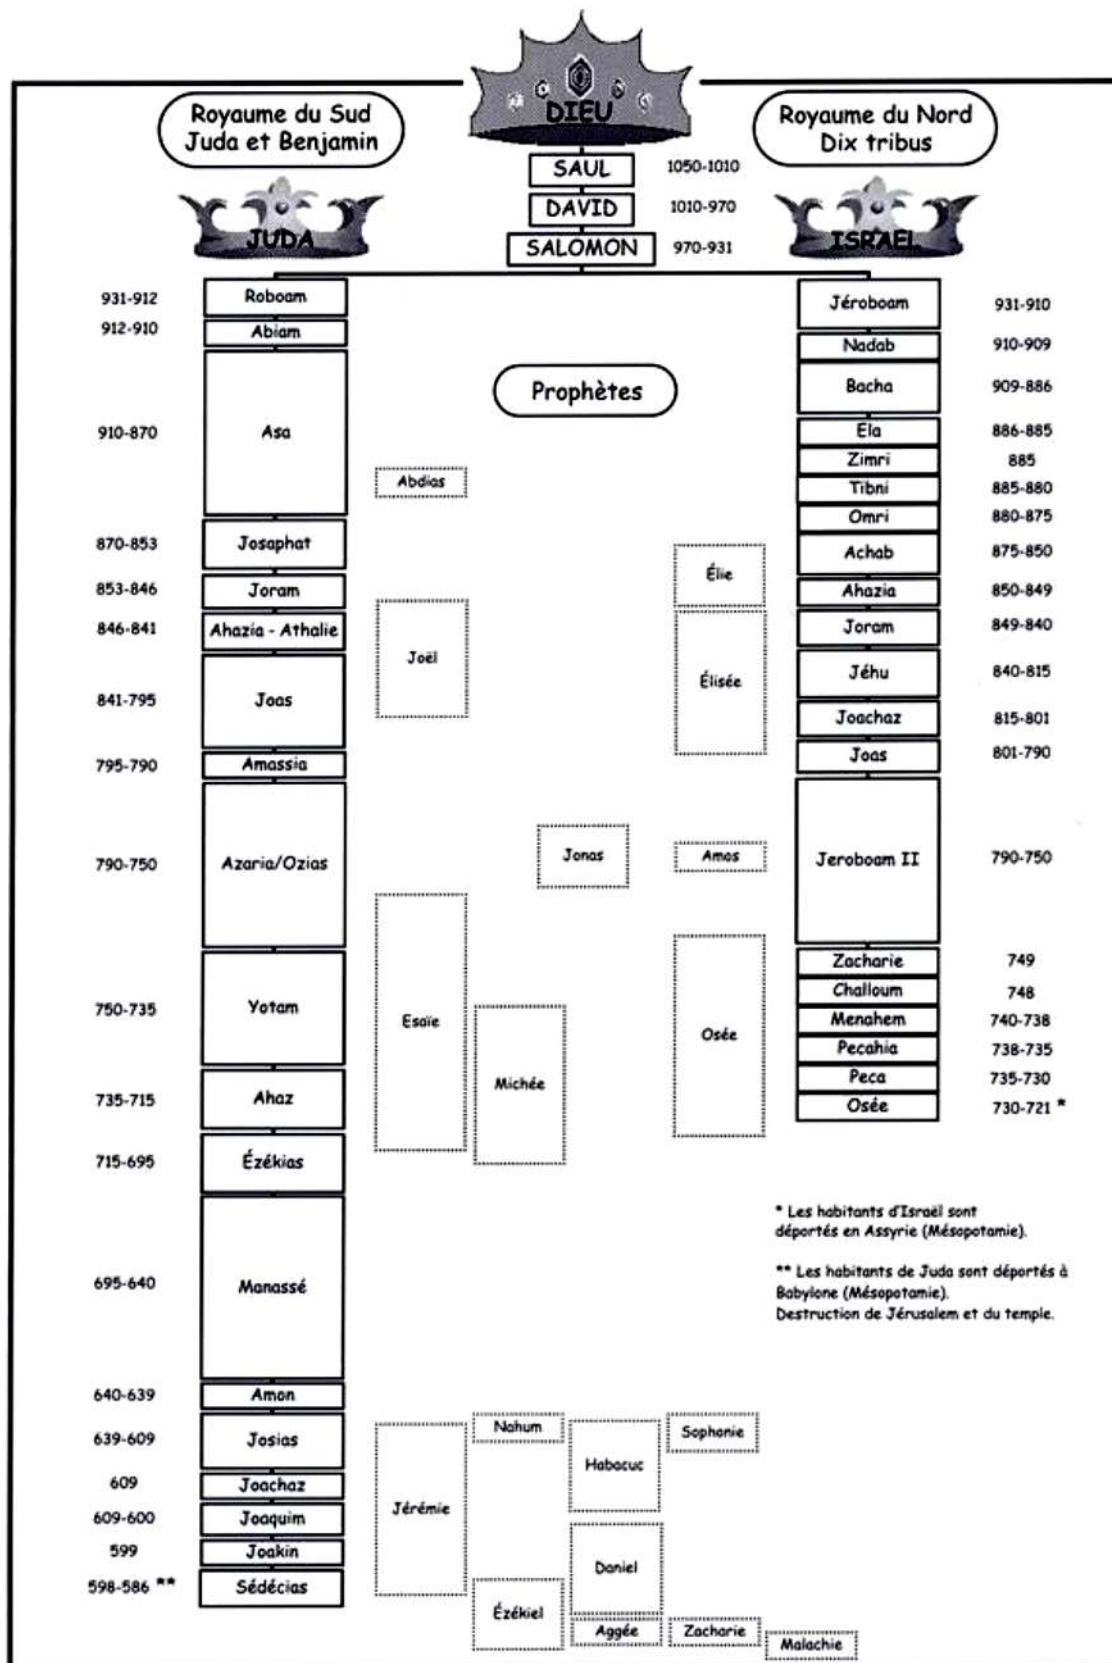 DIEU
Royaume du Sud
Juda et Benjamin
Royaume du Nord
Dix tribus
SAUL 1050-1010
DAVID 1010-970
SALOMON 970-931
JUDA
ISRAEL
931-912 Roboam
912-910 Abiam
910-870 Asa
870-853 Josaphat
853-846 Joram
846-841 Ahazia - Athalie
841-795 Joas
795-790 Amassia
790-750 Azaria/Ozias
750-735 Yotam
735-715 Ahaz
715-695 Ézékias
695-640 Manassé
640-639 Amon
639-609 Josias
609 Joachaz
609-600 Joaquim
599 Joakin
598-586 ** Sédécias
Prophètes
Abdias
Élie
Joël
Élisée
Jonas
Amos
Esaïe
Michée
Osée
Nahum
Sophonie
Habacuc
Jérémie
Daniel
Ézékiel
Aggée
Zacharie
Malachie
Jéroboam 931-910
Nadab 910-909
Bacha 909-886
Ela 886-885
Zimri 885
Tibni 885-880
Omri 880-875
Achab 875-850
Ahazia 850-849
Joram 849-840
Jéhu 840-815
Joachaz 815-801
Joas 801-790
Jeroboam II 790-750
Zacharie 749
Challoum 748
Menahem 740-738
Pecahia 738-735
Peca 735-730
Osée 730-721 *
* Les habitants d'Israël sont
déportés en Assyrie (Mésopotamie).
** Les habitants de Juda sont déportés à
Babylone (Mésopotamie).
Destruction de Jérusalem et du temple.